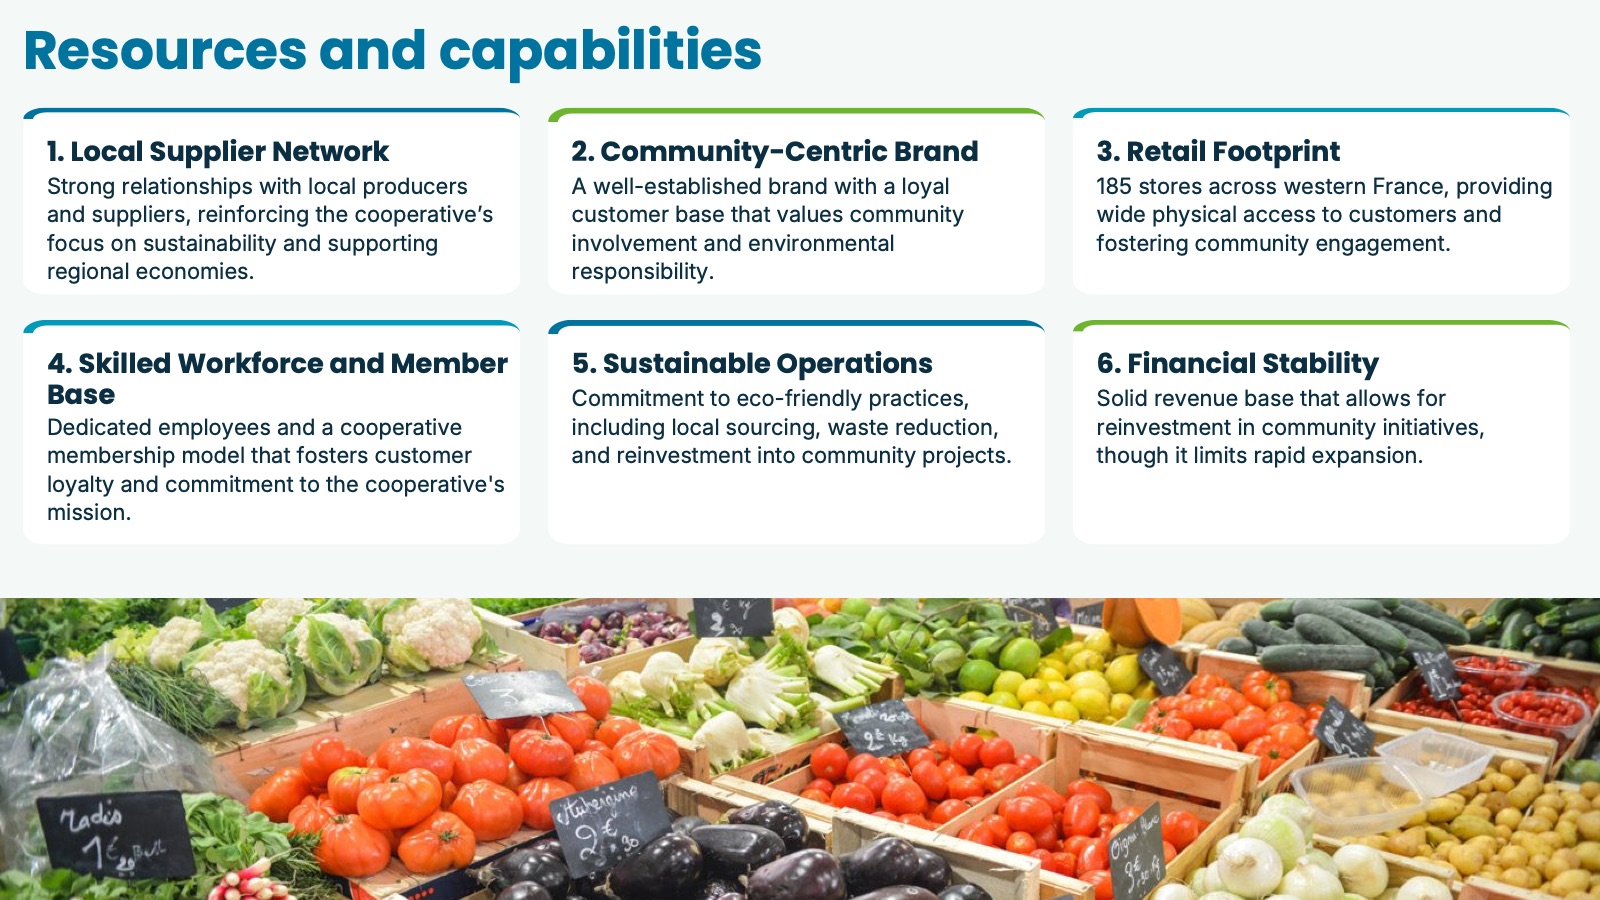 Resources and capabilities
1. Local Supplier Network
Strong relationships with local producers
and suppliers, reinforcing the cooperative’s
focus on sustainability and supporting
regional economies.
2. Community-Centric Brand
A well-established brand with a loyal
customer base that values community
involvement and environmental
responsibility.
3. Retail Footprint
185 stores across western France, providing
wide physical access to customers and
fostering community engagement.
4. Skilled Workforce and Member
Base
Dedicated employees and a cooperative
membership model that fosters customer
loyalty and commitment to the cooperative's
mission.
5. Sustainable Operations
Commitment to eco-friendly practices,
including local sourcing, waste reduction,
and reinvestment into community projects.
6. Financial Stability
Solid revenue base that allows for
reinvestment in community initiatives,
though it limits rapid expansion.
Radis
1€
2€ Kg
2€